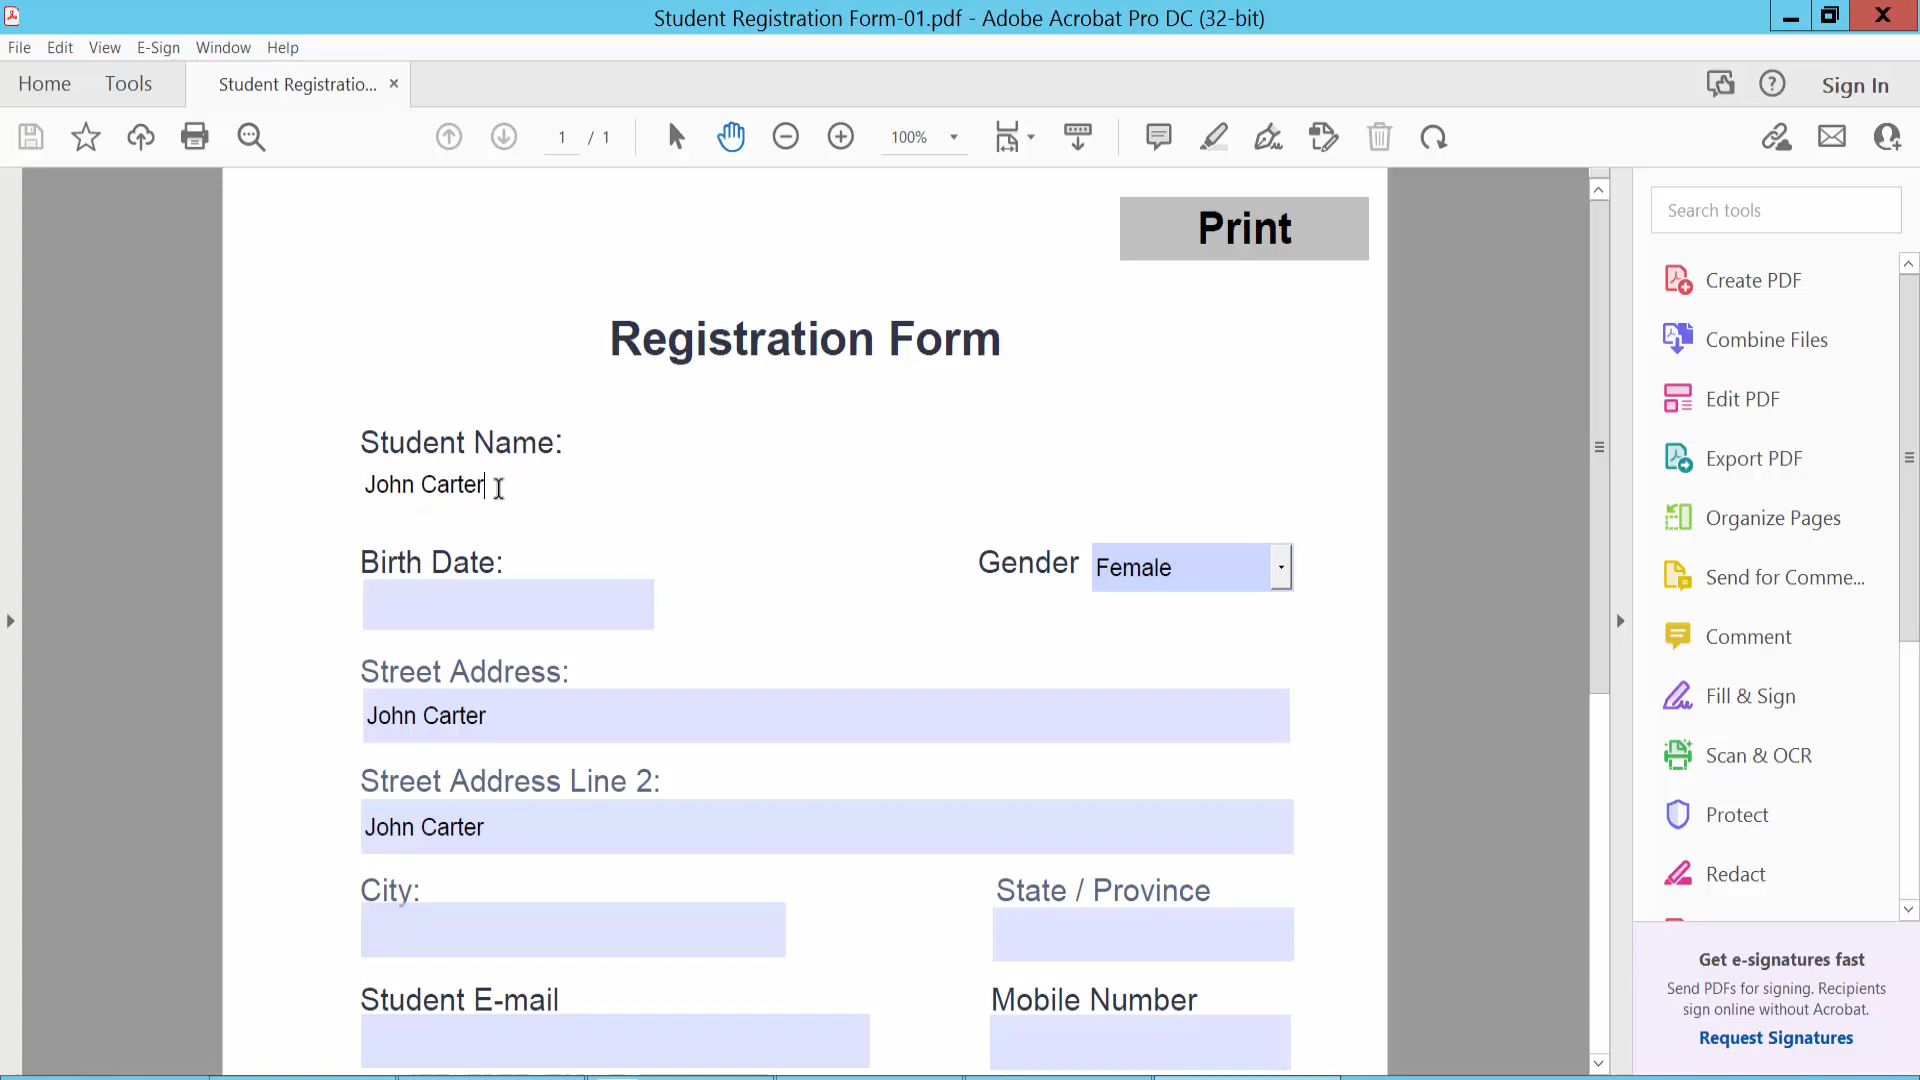 Student Registration Form-01.pdf - Adobe Acrobat Pro DC (32-bit)
File Edit View E-Sign Window Help
Home Tools Student Registratio... × Sign In
1 / 1 100%
Print
Registration Form
Student Name:
John Carter
Birth Date: Gender Female
Street Address:
John Carter
Street Address Line 2:
John Carter
City: State / Province
Student E-mail Mobile Number
Search tools
Create PDF
Combine Files
Edit PDF
Export PDF
Organize Pages
Send for Comme...
Comment
Fill & Sign
Scan & OCR
Protect
Redact
Get e-signatures fast
Send PDFs for signing. Recipients
sign online without Acrobat.
Request Signatures